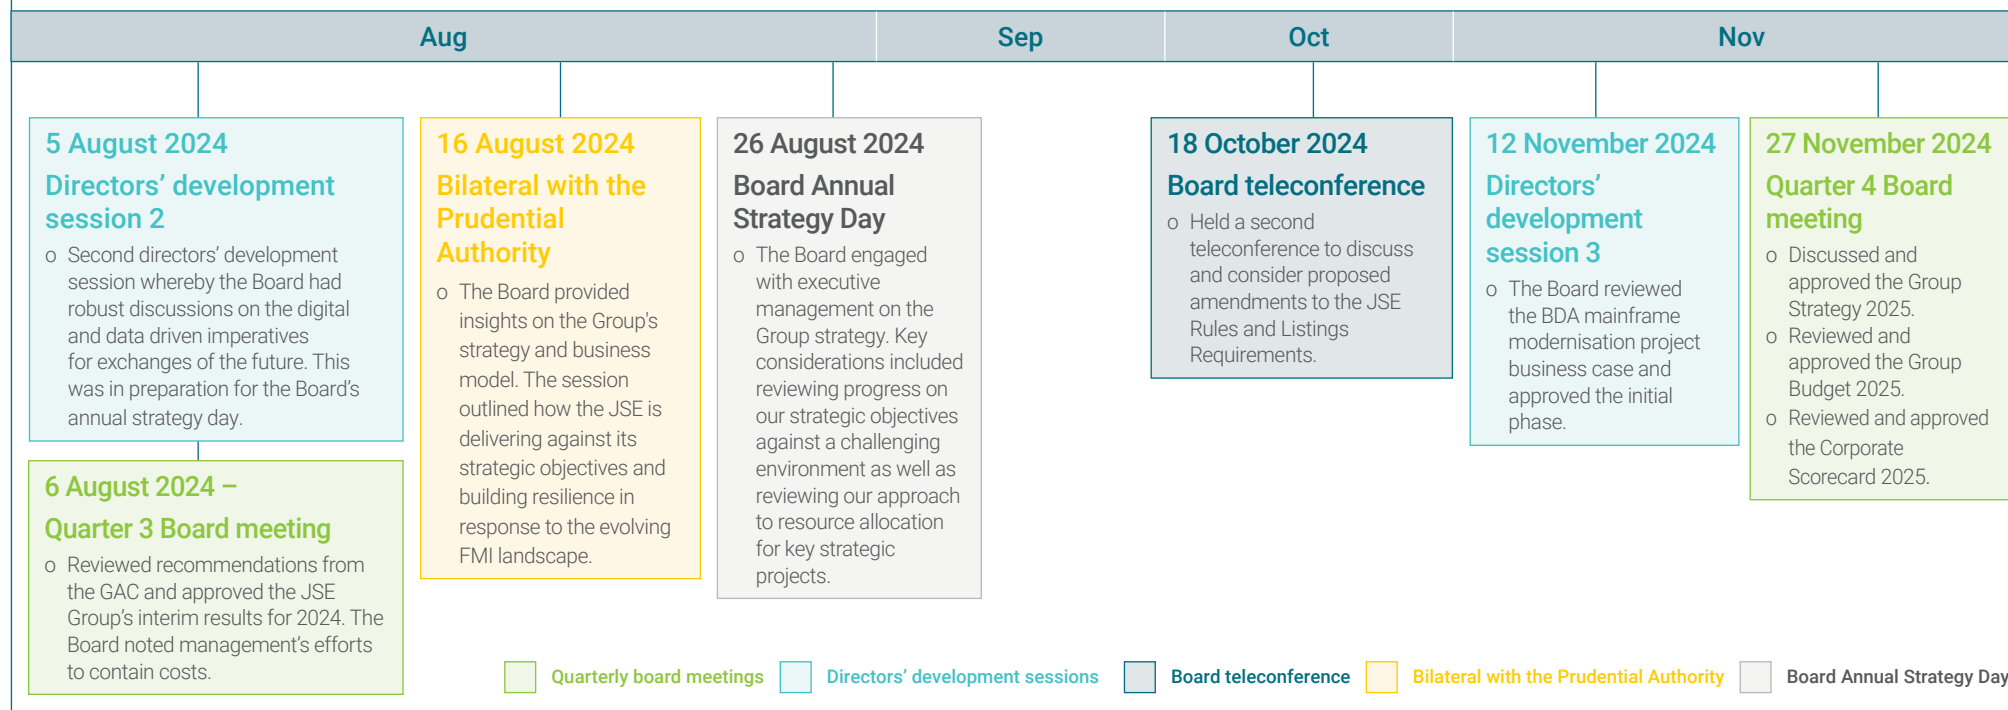 Aug
Sep
Oct
Nov
5 August 2024
Directors’ development
session 2
o Second directors’ development
session whereby the Board had
robust discussions on the digital
and data driven imperatives
for exchanges of the future. This
was in preparation for the Board’s
annual strategy day.
6 August 2024 –
Quarter 3 Board meeting
o Reviewed recommendations from
the GAC and approved the JSE
Group’s interim results for 2024. The
Board noted management’s efforts
to contain costs.
16 August 2024
Bilateral with the
Prudential
Authority
o The Board provided
insights on the Group's
strategy and business
model. The session
outlined how the JSE is
delivering against its
strategic objectives and
building resilience in
response to the evolving
FMI landscape.
26 August 2024
Board Annual
Strategy Day
o The Board engaged
with executive
management on the
Group strategy. Key
considerations included
reviewing progress on
our strategic objectives
against a challenging
environment as well as
reviewing our approach
to resource allocation
for key strategic
projects.
18 October 2024
Board teleconference
o Held a second
teleconference to discuss
and consider proposed
amendments to the JSE
Rules and Listings
Requirements.
12 November 2024
Directors’
development
session 3
o The Board reviewed
the BDA mainframe
modernisation project
business case and
approved the initial
phase.
27 November 2024
Quarter 4 Board
meeting
o Discussed and
approved the Group
Strategy 2025.
o Reviewed and
approved the Group
Budget 2025.
o Reviewed and approved
the Corporate
Scorecard 2025.
Quarterly board meetings
Directors’ development sessions
Board teleconference
Bilateral with the Prudential Authority
Board Annual Strategy Day